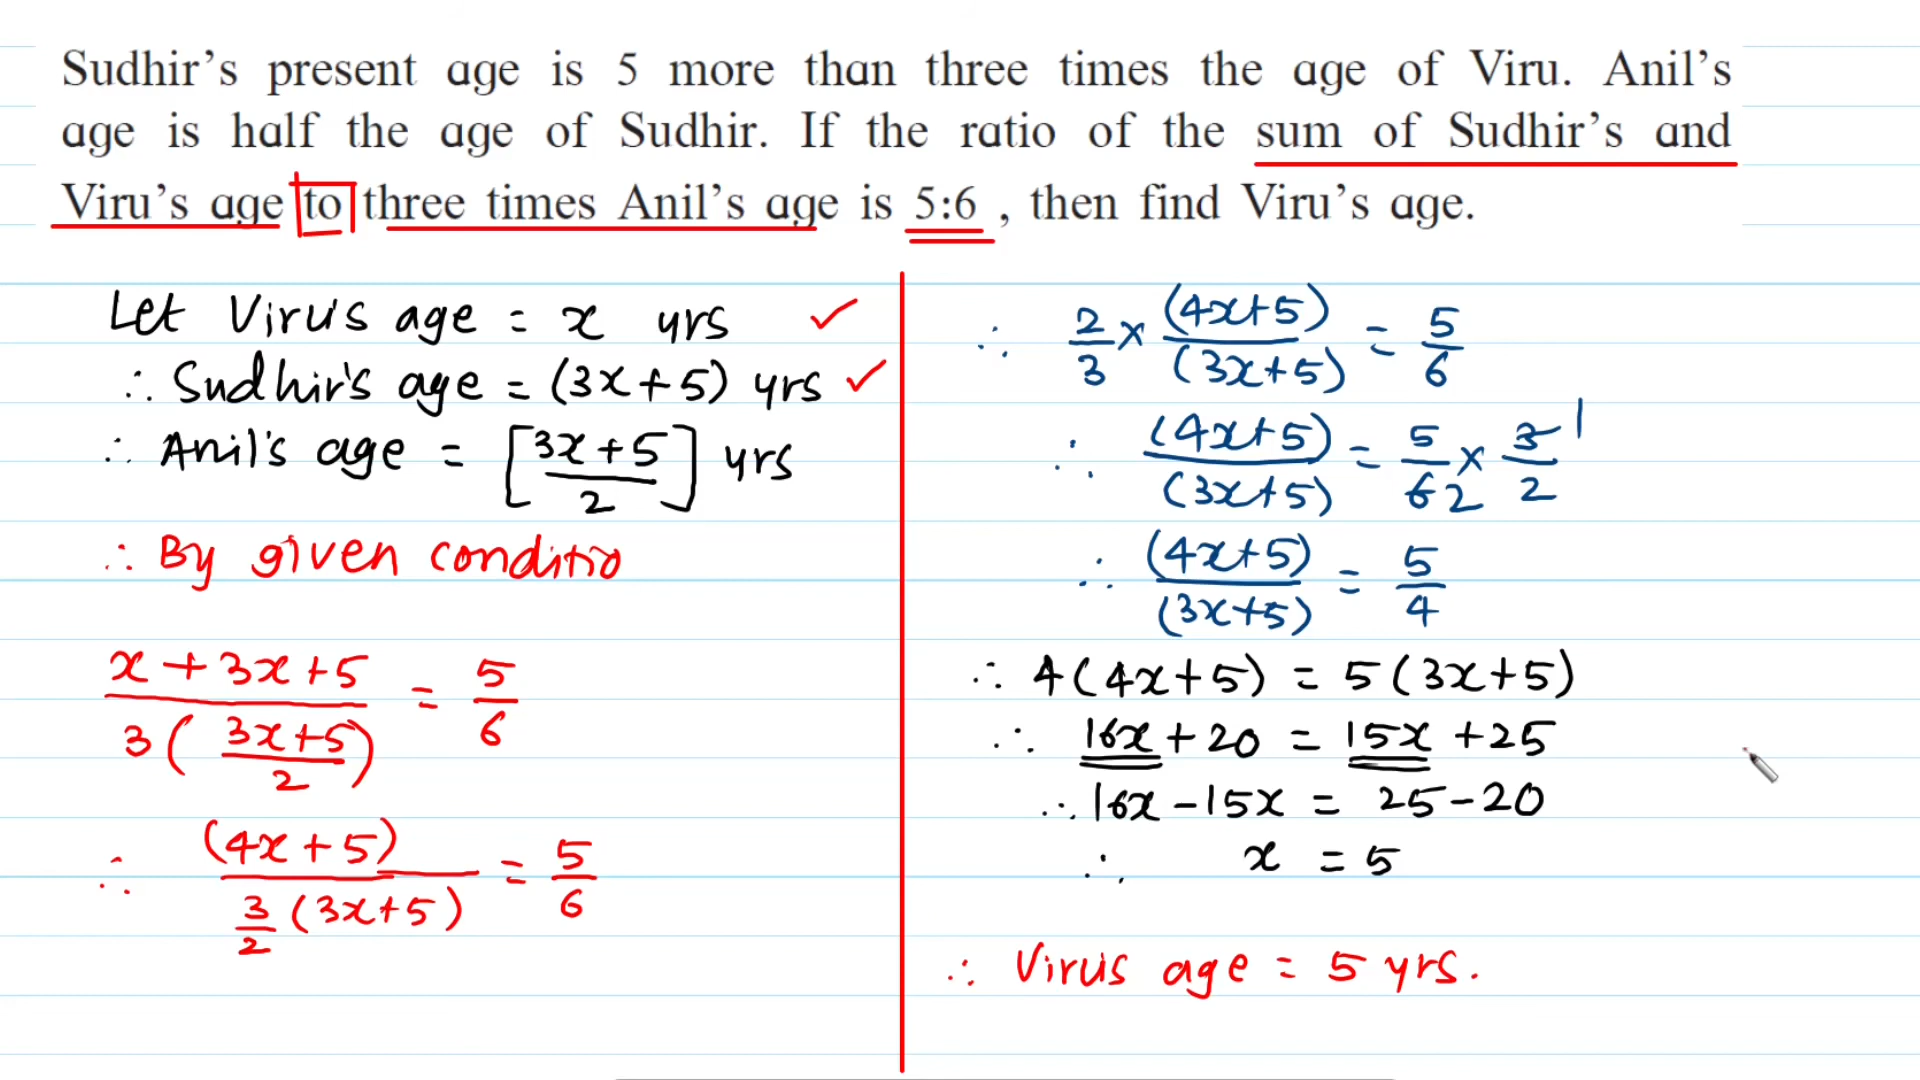 Sudhir's present age is 5 more than three times the age of Viru. Anil's
age is half the age of Sudhir. If the ratio of the sum of Sudhir's and
Viru's age to three times Anil's age is 5:6 , then find Viru's age.
Let Viru's age = x yrs ✓
∴ Sudhir's age = (3x+5) yrs ✓
∴ Anil's age = [3x+5/2] yrs
∴ By given conditio
x + 3x + 5 / 3(3x+5/2) = 5/6
∴ (4x+5) / 3/2 (3x+5) = 5/6
∴ 2/3 × (4x+5)/(3x+5) = 5/6
∴ (4x+5)/(3x+5) = 5/6 2 × 3 1/2
∴ (4x+5)/(3x+5) = 5/4
∴ 4(4x+5) = 5(3x+5)
∴ 16x + 20 = 15x + 25
∴ 16x - 15x = 25 - 20
∴ x = 5
∴ Viru's age = 5 yrs.